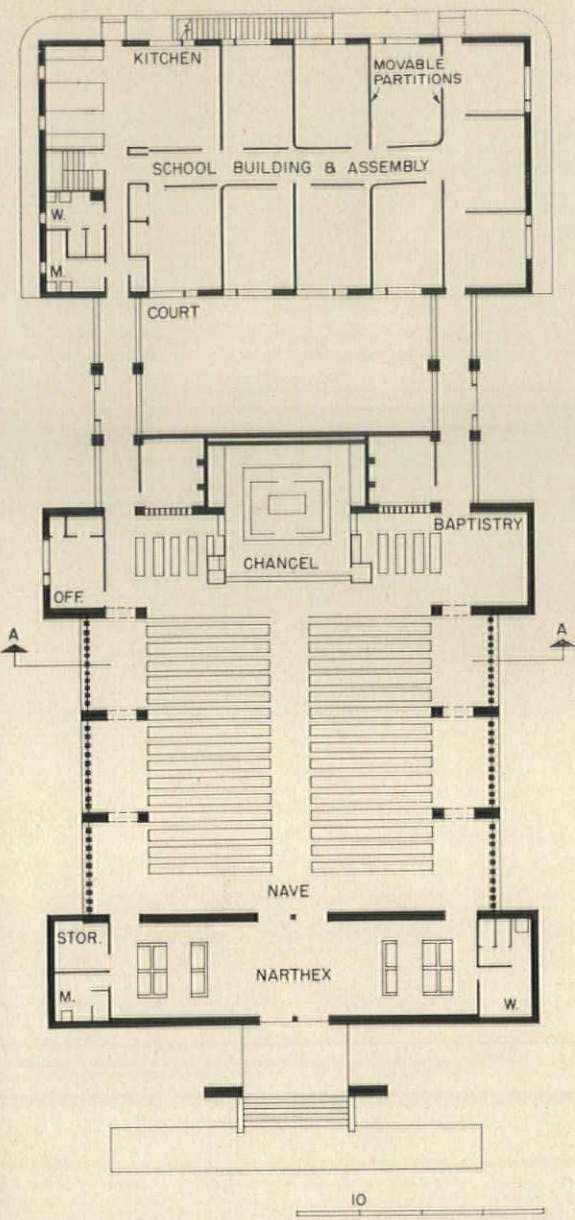 KITCHEN
MOVABLE
PARTITIONS
SCHOOL BUILDING & ASSEMBLY
W.
M.
COURT
BAPTISTRY
CHANCEL
OFF.
A
A
NAVE
STOR.
NARTHEX
M.
W.
10